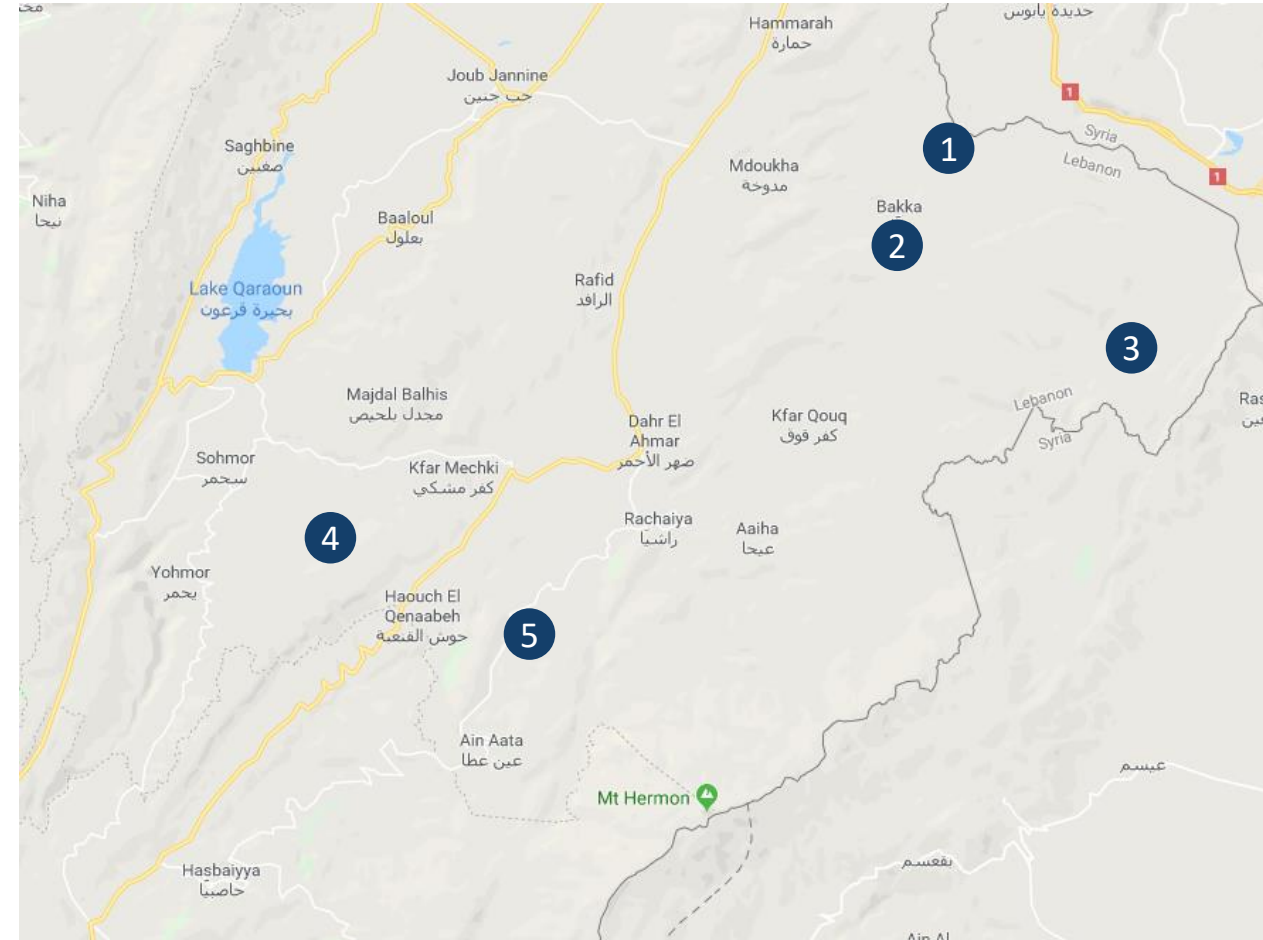 حديدة يابوس
Hammarah
حمارة
Joub Jannine
جب جنين
1
Syria
Lebanon
1
1
Saghbine
صغبين
Mdoukha
مدوخة
Niha
نيحا
Bakka
Baaloul
بعلول
2
Rafid
الرافد
Lake Qaraoun
بحيرة قرعون
3
Majdal Balhis
مجدل بلحيص
Lebanon
Syria
Dahr El
Ahmar
ضهر الأحمر
Kfar Qouq
كفر قوق
Sohmor
سحمر
Kfar Mechki
كفر مشكي
4
Rachaiya
راشيا
Aaiha
عيحا
Yohmor
يحمر
Haouch El
Qenaabeh
حوش القنعبة
5
Ain Aata
عين عطا
Mt Hermon
عيسم
Hasbaiyya
حاصبيا
بقعسم